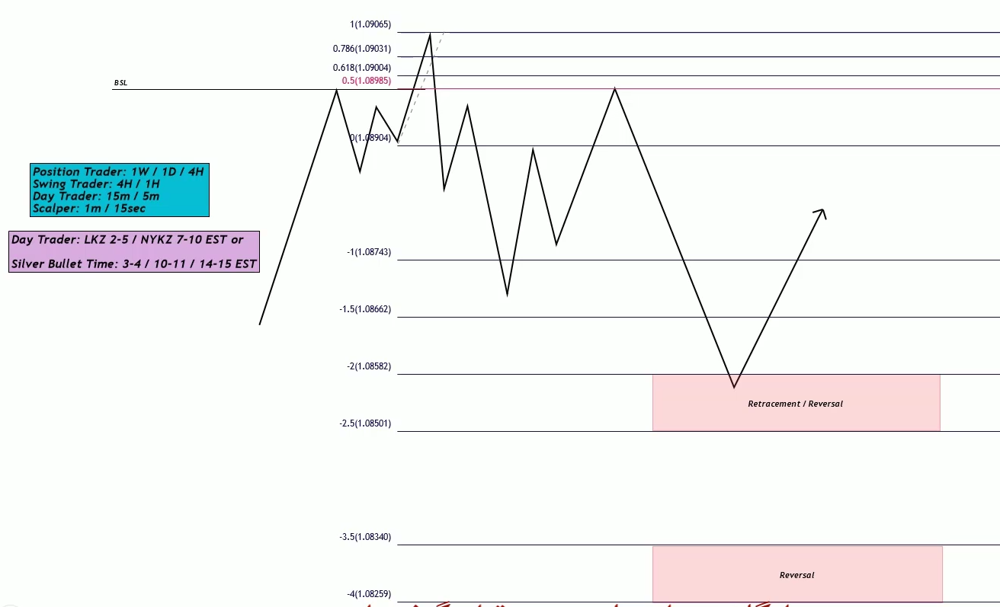 1(1.09065)
0.786(1.09031)
0.618(1.09004)
0.5(1.08985)
BSL
0(1.08904)
Position Trader: 1W / 1D / 4H
Swing Trader: 4H / 1H
Day Trader: 15m / 5m
Scalper: 1m / 15sec
Day Trader: LKZ 2-5 / NYKZ 7-10 EST or
Silver Bullet Time: 3-4 / 10-11 / 14-15 EST
-1(1.08743)
-1.5(1.08662)
-2(1.08582)
Retracement / Reversal
-2.5(1.08501)
-3.5(1.08340)
Reversal
-4(1.08259)